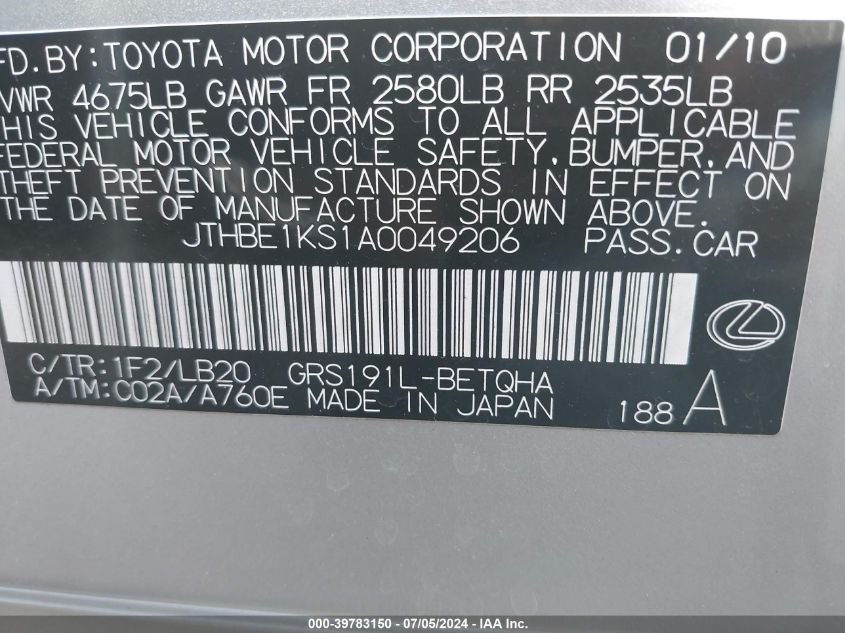 FD. BY: TOYOTA MOTOR CORPORATION 01/10
VWR 4675LB GAWR FR 2580LB RR 2535LB
THIS VEHICLE CONFORMS TO ALL APPLICABLE
FEDERAL MOTOR VEHICLE SAFETY, BUMPER, AND
THEFT PREVENTION STANDARDS IN EFFECT ON
THE DATE OF MANUFACTURE SHOWN ABOVE.
JTHBE1KS1A0049206 PASS. CAR
C/TR: 1F2/LB20 GRS191L-BETQHA
A/TM: C02A/A760E MADE IN JAPAN 188 A
000-39783150 - 07/05/2024 - IAA Inc.